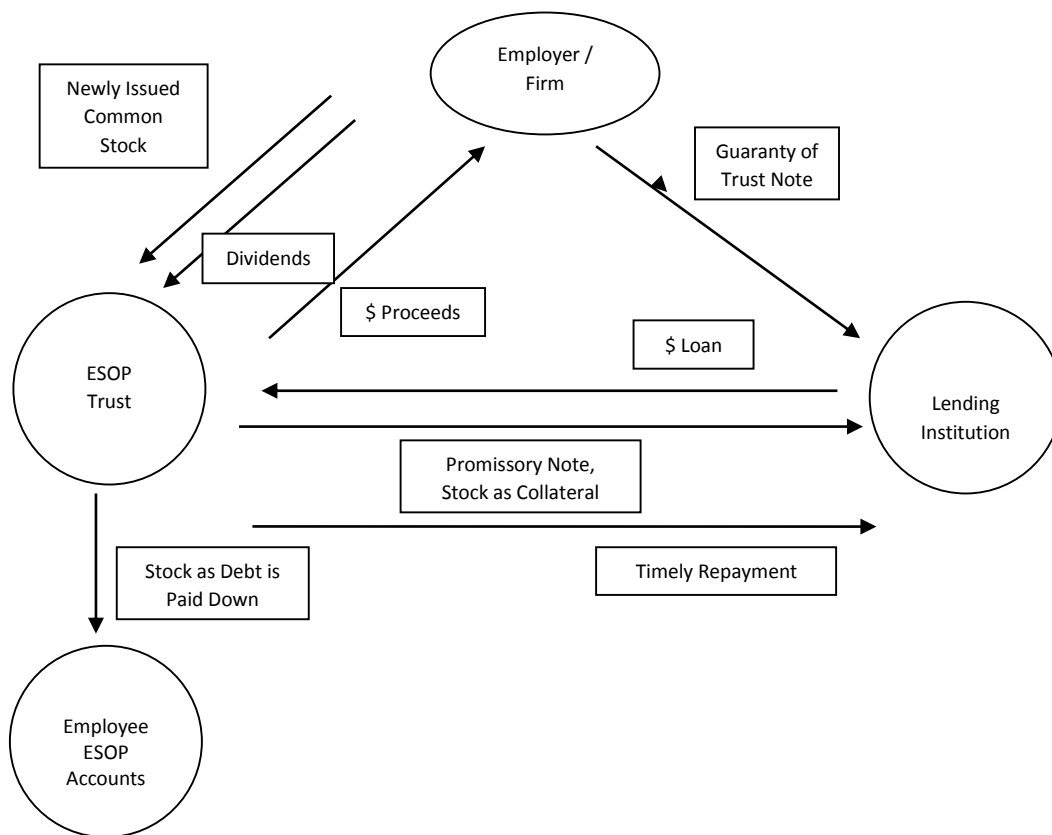 Employer /
Firm
Newly Issued
Common
Stock
Guaranty of
Trust Note
Dividends
$ Proceeds
$ Loan
ESOP
Trust
Lending
Institution
Promissory Note,
Stock as Collateral
Stock as Debt is
Paid Down
Timely Repayment
Employee
ESOP
Accounts